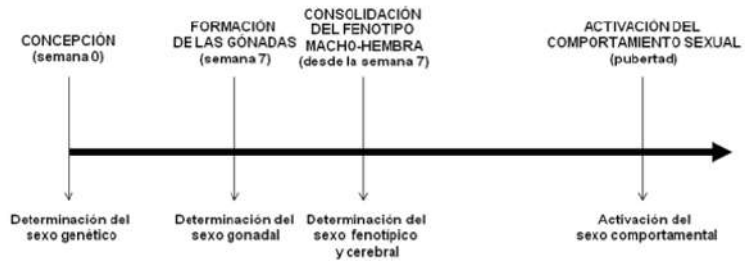 CONCEPCIÓN
(semana 0)
FORMACIÓN
DE LAS GÓNADAS
(semana 7)
CONSOLIDACIÓN
DEL FENOTIPO
MACHO-HEMBRA
(desde la semana 7)
ACTIVACIÓN DEL
COMPORTAMIENTO SEXUAL
(pubertad)
Determinación del
sexo genético
Determinación del
sexo gonadal
Determinación del
sexo fenotípico
y cerebral
Activación del
sexo comportamental